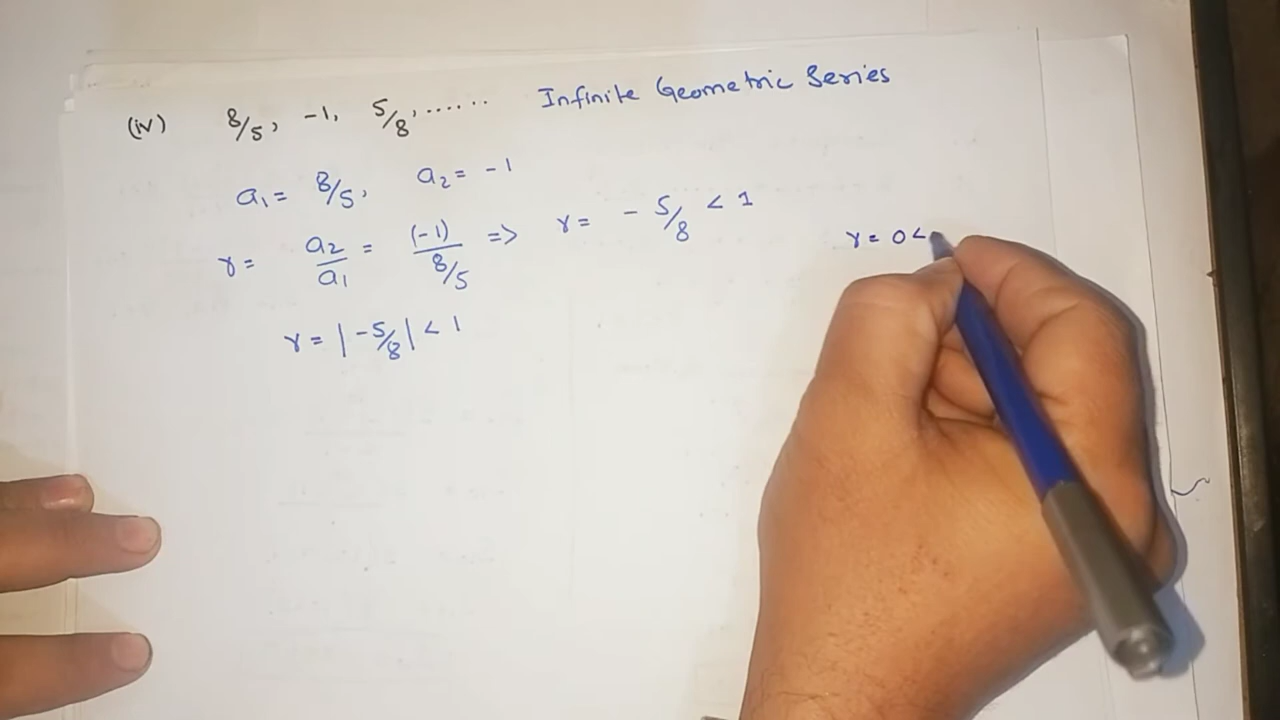 (iv) 8/5, -1, 5/8, ...... Infinite Geometric Series
a₁ = 8/5, a₂ = -1
r = a₂/a₁ = (-1)/8/5 => r = - 5/8 < 1
r = 0 <
r = |-5/8| < 1